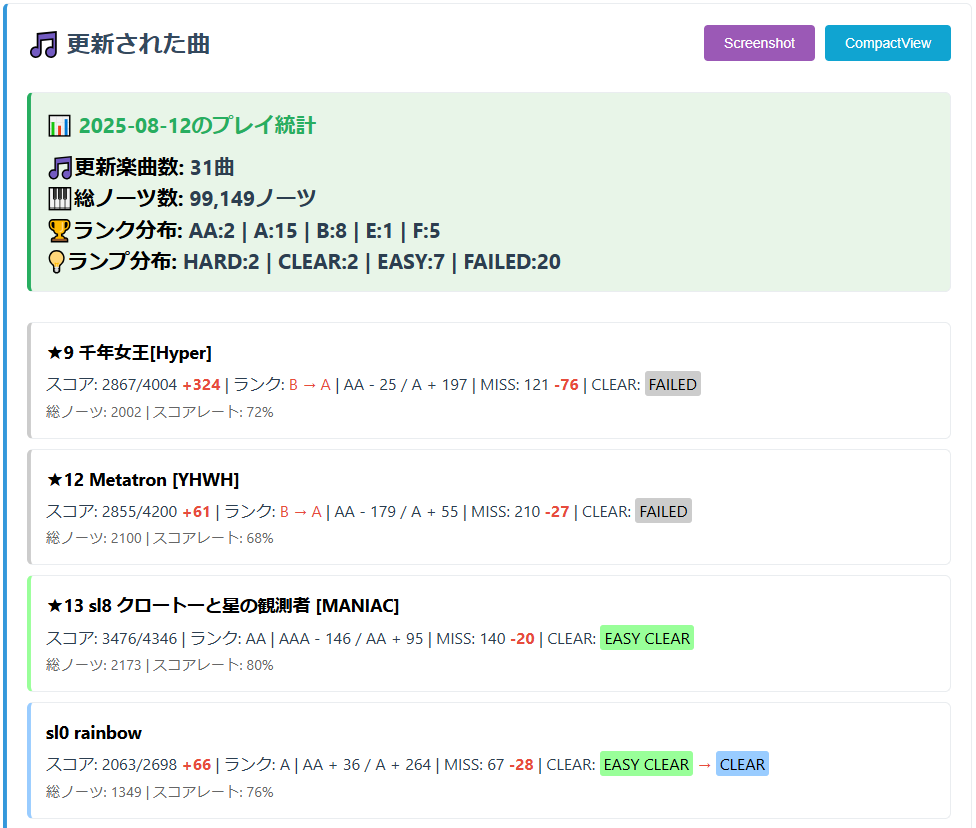 更新された曲
Screenshot
CompactView
2025-08-12のプレイ統計
更新楽曲数: 31曲
総ノーツ数: 99,149ノーツ
ランク分布: AA:2 | A:15 | B:8 | E:1 | F:5
ランプ分布: HARD:2 | CLEAR:2 | EASY:7 | FAILED:20
★9 千年女王[Hyper]
スコア: 2867/4004 +324 | ランク: B → A | AA - 25 / A + 197 | MISS: 121 -76 | CLEAR: FAILED
総ノーツ: 2002 | スコアレート: 72%
★12 Metatron [YHWH]
スコア: 2855/4200 +61 | ランク: B → A | AA - 179 / A + 55 | MISS: 210 -27 | CLEAR: FAILED
総ノーツ: 2100 | スコアレート: 68%
★13 sl8 クロートーと星の観測者 [MANIAC]
スコア: 3476/4346 | ランク: AA | AAA - 146 / AA + 95 | MISS: 140 -20 | CLEAR: EASY CLEAR
総ノーツ: 2173 | スコアレート: 80%
sl0 rainbow
スコア: 2063/2698 +66 | ランク: A | AA + 36 / A + 264 | MISS: 67 -28 | CLEAR: EASY CLEAR → CLEAR
総ノーツ: 1349 | スコアレート: 76%